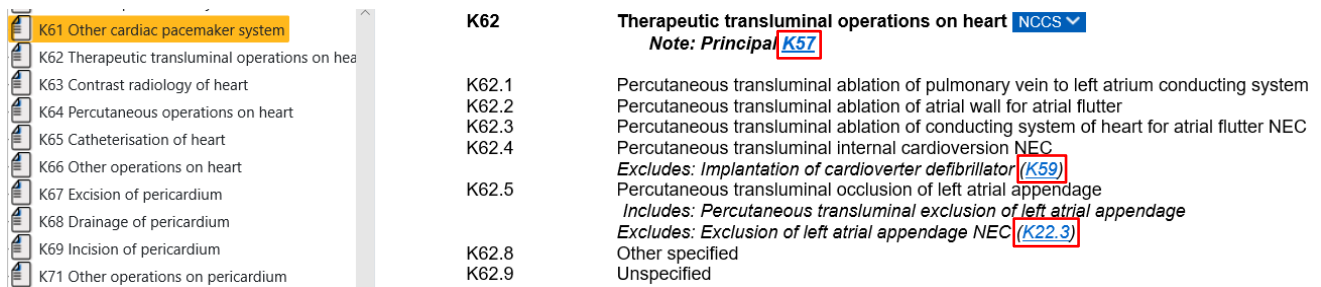 K61 Other cardiac pacemaker system
K62 Therapeutic transluminal operations on hea
K63 Contrast radiology of heart
K64 Percutaneous operations on heart
K65 Catheterisation of heart
K66 Other operations on heart
K67 Excision of pericardium
K68 Drainage of pericardium
K69 Incision of pericardium
K71 Other operations on pericardium
K62 Therapeutic transluminal operations on heart NCCS
Note: Principal K57
K62.1 Percutaneous transluminal ablation of pulmonary vein to left atrium conducting system
K62.2 Percutaneous transluminal ablation of atrial wall for atrial flutter
K62.3 Percutaneous transluminal ablation of conducting system of heart for atrial flutter NEC
K62.4 Percutaneous transluminal internal cardioversion NEC
Excludes: Implantation of cardioverter defibrillator (K59)
K62.5 Percutaneous transluminal occlusion of left atrial appendage
Includes: Percutaneous transluminal exclusion of left atrial appendage
Excludes: Exclusion of left atrial appendage NEC (K22.3)
K62.8 Other specified
K62.9 Unspecified